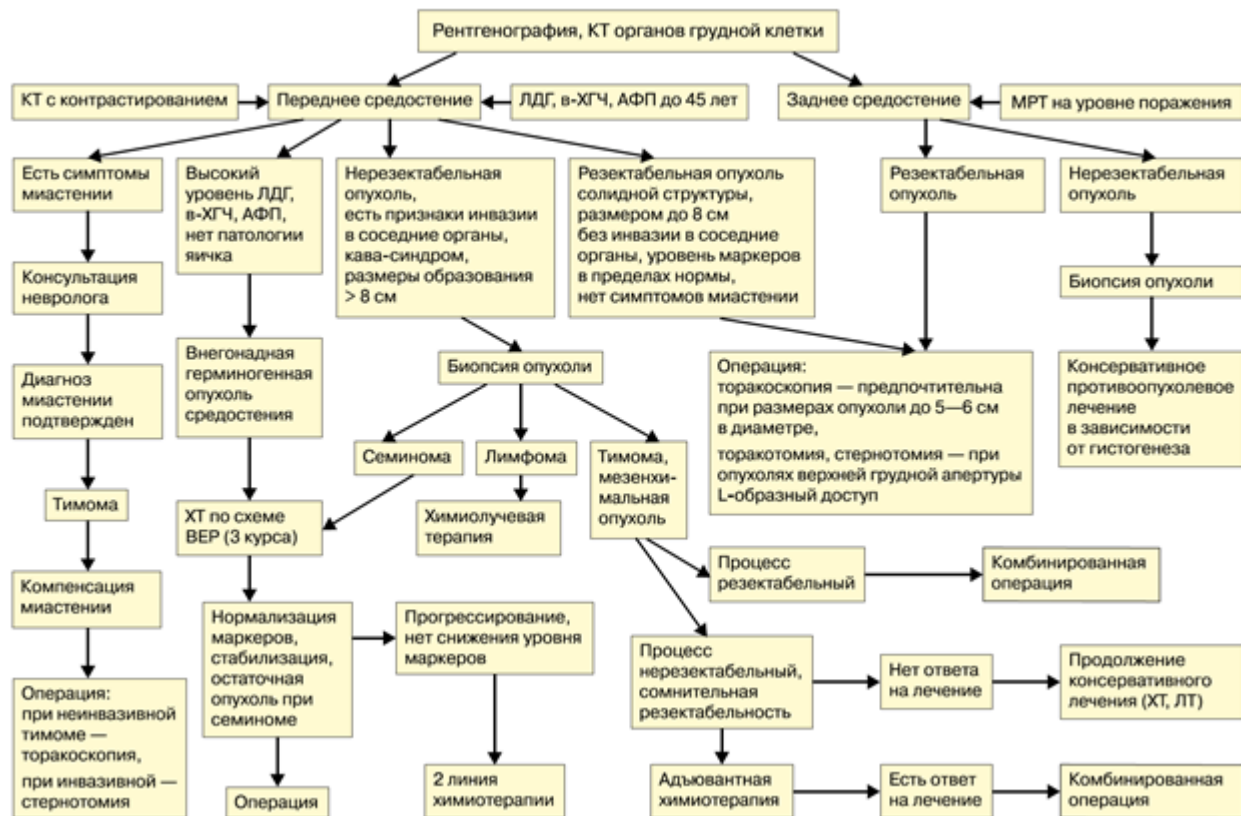 Рентгенография, КТ органов грудной клетки
КТ с контрастированием
Переднее средостение
ЛДГ, в-ХГЧ, АФП до 45 лет
Заднее средостение
МРТ на уровне поражения
Есть симптомы
миастении
Высокий
уровень ЛДГ,
в-ХГЧ, АФП,
нет патологии
яичка
Нерезектабельная
опухоль,
есть признаки инвазии
в соседние органы,
кава-синдром,
размеры образования
> 8 см
Резектабельная опухоль
солидной структуры,
размером до 8 см
без инвазии в соседние
органы, уровень маркеров
в пределах нормы,
нет симптомов миастении
Резектабельная
опухоль
Нерезектабельная
опухоль
Консультация
невролога
Биопсия опухоли
Диагноз
миастении
подтвержден
Внегонадная
герминогенная
опухоль
средостения
Биопсия опухоли
Операция:
торакоскопия — предпочтительна
при размерах опухоли до 5—6 см
в диаметре,
торакотомия, стернотомия — при
опухолях верхней грудной апертуры
L-образный доступ
Консервативное
противоопухолевое
лечение
в зависимости
от гистогенеза
Семинома
Лимфома
Тимома,
мезенхи-
мальная
опухоль
Тимома
ХТ по схеме
ВЕР (3 курса)
Химиолучевая
терапия
Процесс
резектабельный
Комбинированная
операция
Компенсация
миастении
Нормализация
маркеров,
стабилизация,
остаточная
опухоль при
семиноме
Прогрессирование,
нет снижения уровня
маркеров
Процесс
нерезектабельный,
сомнительная
резектабельность
Нет ответа
на лечение
Продолжение
консервативного
лечения (ХТ, ЛТ)
Операция:
при неинвазивной
тимоме —
торакоскопия,
при инвазивной —
стернотомия
Операция
2 линия
химиотерапии
Адъювантная
химиотерапия
Есть ответ
на лечение
Комбинированная
операция